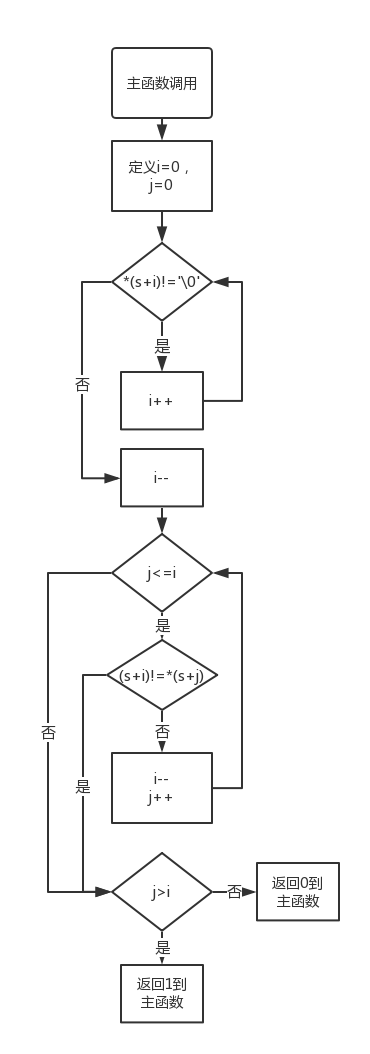 主函数调用
定义i=0，
j=0
*(s+i)!='\0'
是
i++
否
i--
j<=i
是
(s+i)!=*(s+j)
否
否
i--
j++
是
j>i
否
返回0到
主函数
是
返回1到
主函数